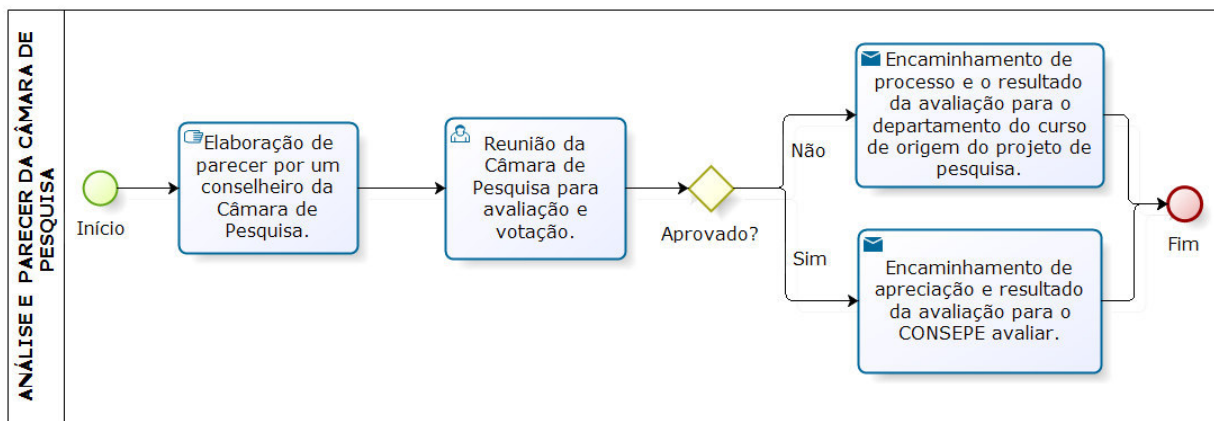 ANÁLISE E PARECER DA CÂMARA DE
PESQUISA
Início
Elaboração de
parecer por um
conselheiro da
Câmara de
Pesquisa.
Reunião da
Câmara de
Pesquisa para
avaliação e
votação.
Aprovado?
Não
Encaminhamento de
processo e o resultado
da avaliação para o
departamento do curso
de origem do projeto de
pesquisa.
Sim
Encaminhamento de
apreciação e resultado
da avaliação para o
CONSEPE avaliar.
Fim